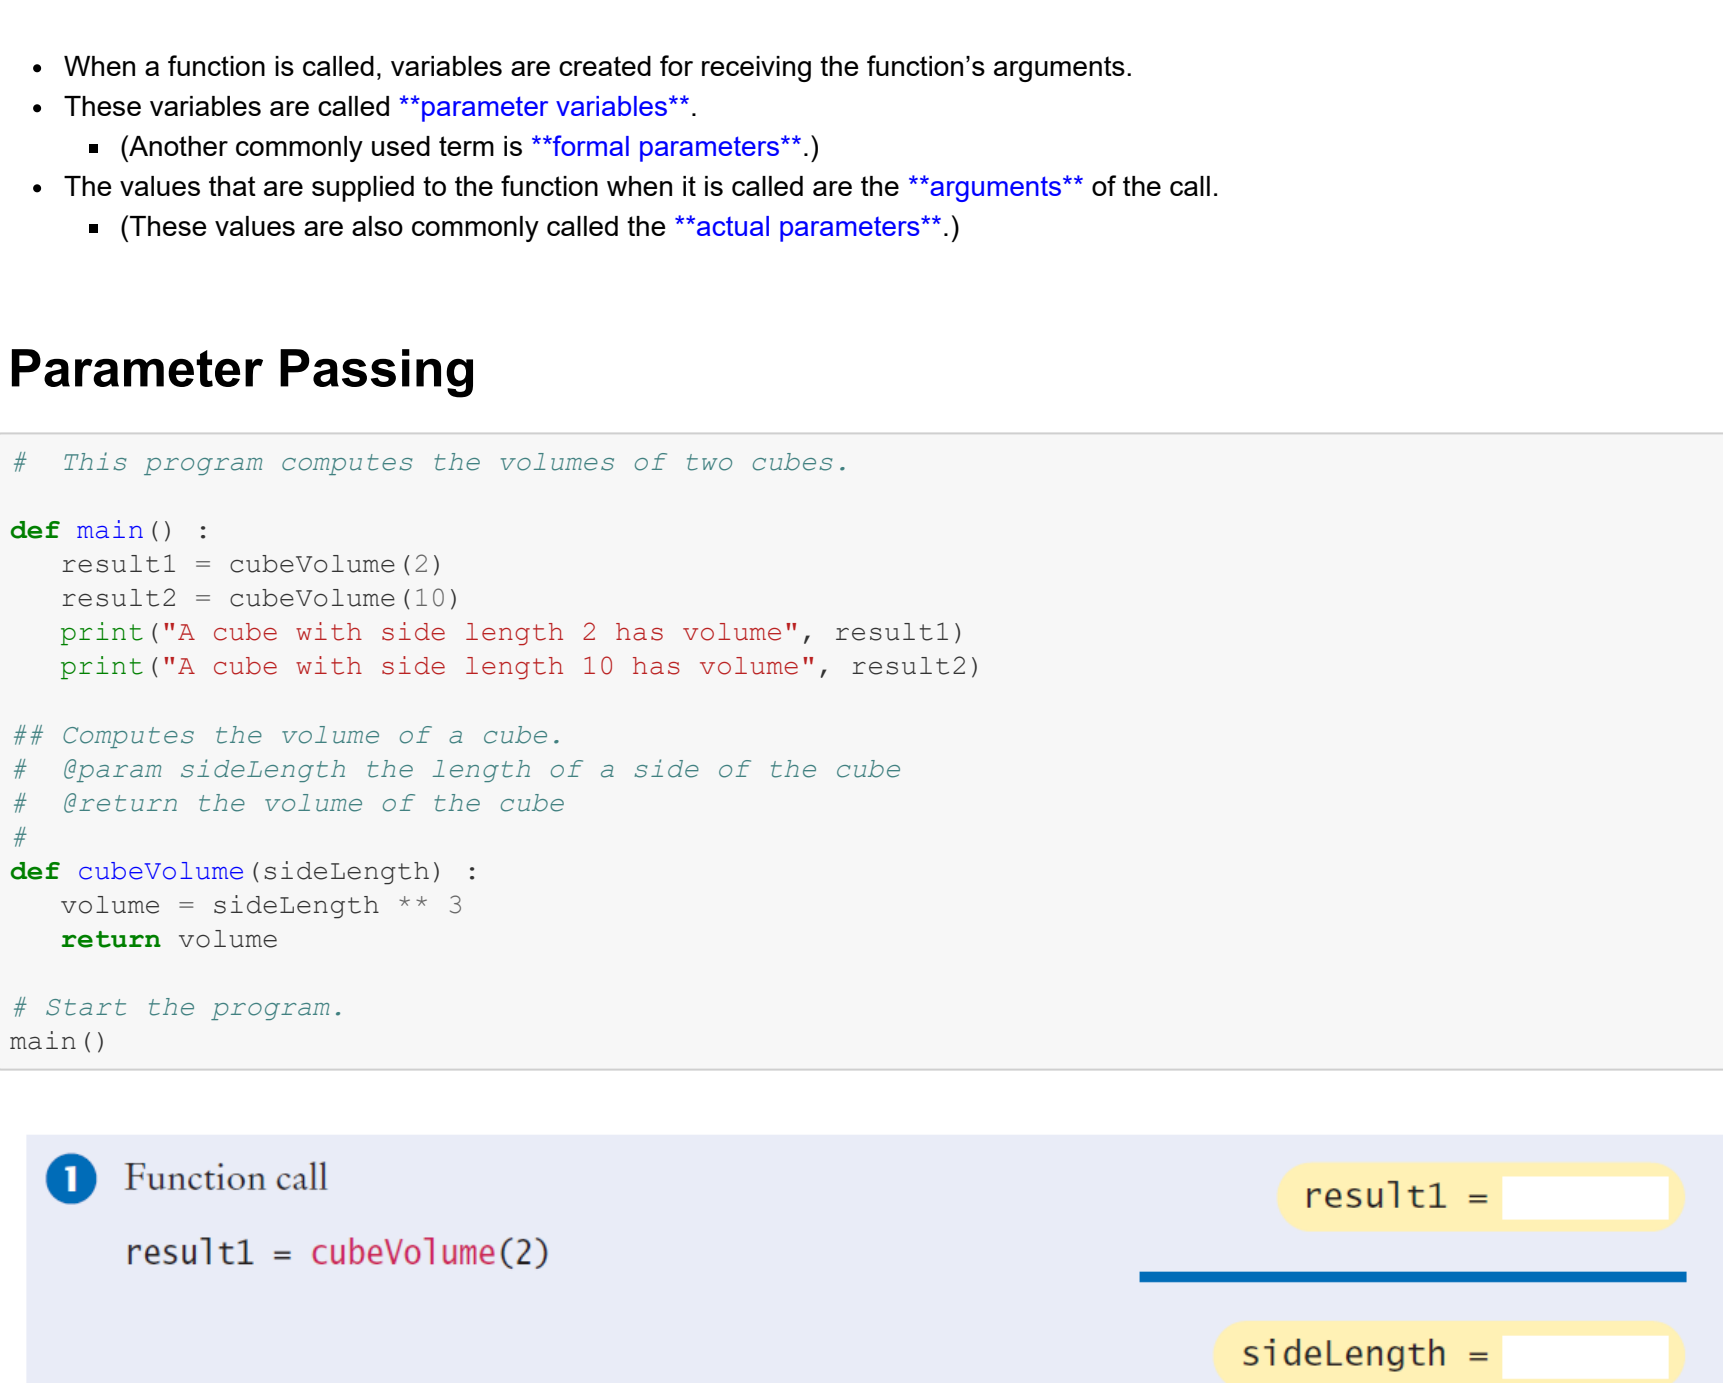 • When a function is called, variables are created for receiving the function’s arguments.
• These variables are called **parameter variables**.
▪ (Another commonly used term is **formal parameters**.)
• The values that are supplied to the function when it is called are the **arguments** of the call.
▪ (These values are also commonly called the **actual parameters**.)
Parameter Passing
#  This program computes the volumes of two cubes.
def main() :
   result1 = cubeVolume(2)
   result2 = cubeVolume(10)
   print("A cube with side length 2 has volume", result1)
   print("A cube with side length 10 has volume", result2)
## Computes the volume of a cube.
#  @param sideLength the length of a side of the cube
#  @return the volume of the cube
#
def cubeVolume(sideLength) :
   volume = sideLength ** 3
   return volume
# Start the program.
main()
1 Function call
result1 =
result1 = cubeVolume(2)
sideLength =